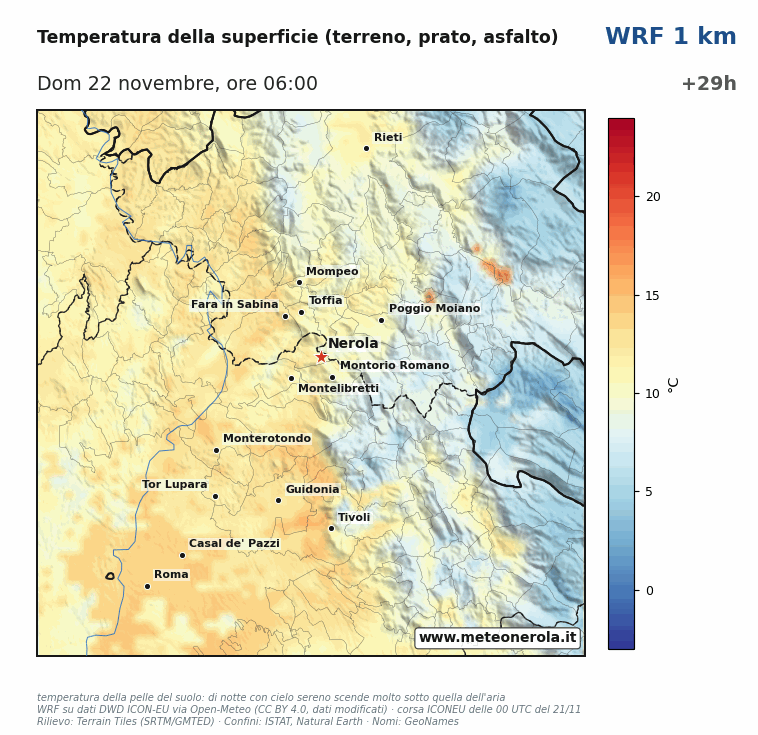 Temperatura della superficie (terreno, prato, asfalto)
WRF 1 km
Dom 22 novembre, ore 06:00
+29h
Rieti
Mompeo
Toffia
Fara in Sabina
Poggio Moiano
Nerola
Montorio Romano
Montelibretti
Monterotondo
Tor Lupara
Guidonia
Tivoli
Casal de' Pazzi
Roma
www.meteonerola.it
20
15
10
5
0
°C
temperatura della pelle del suolo: di notte con cielo sereno scende molto sotto quella dell'aria
WRF su dati DWD ICON-EU via Open-Meteo (CC BY 4.0, dati modificati) · corsa ICONEU delle 00 UTC del 21/11
Rilievo: Terrain Tiles (SRTM/GMTED) · Confini: ISTAT, Natural Earth · Nomi: GeoNames